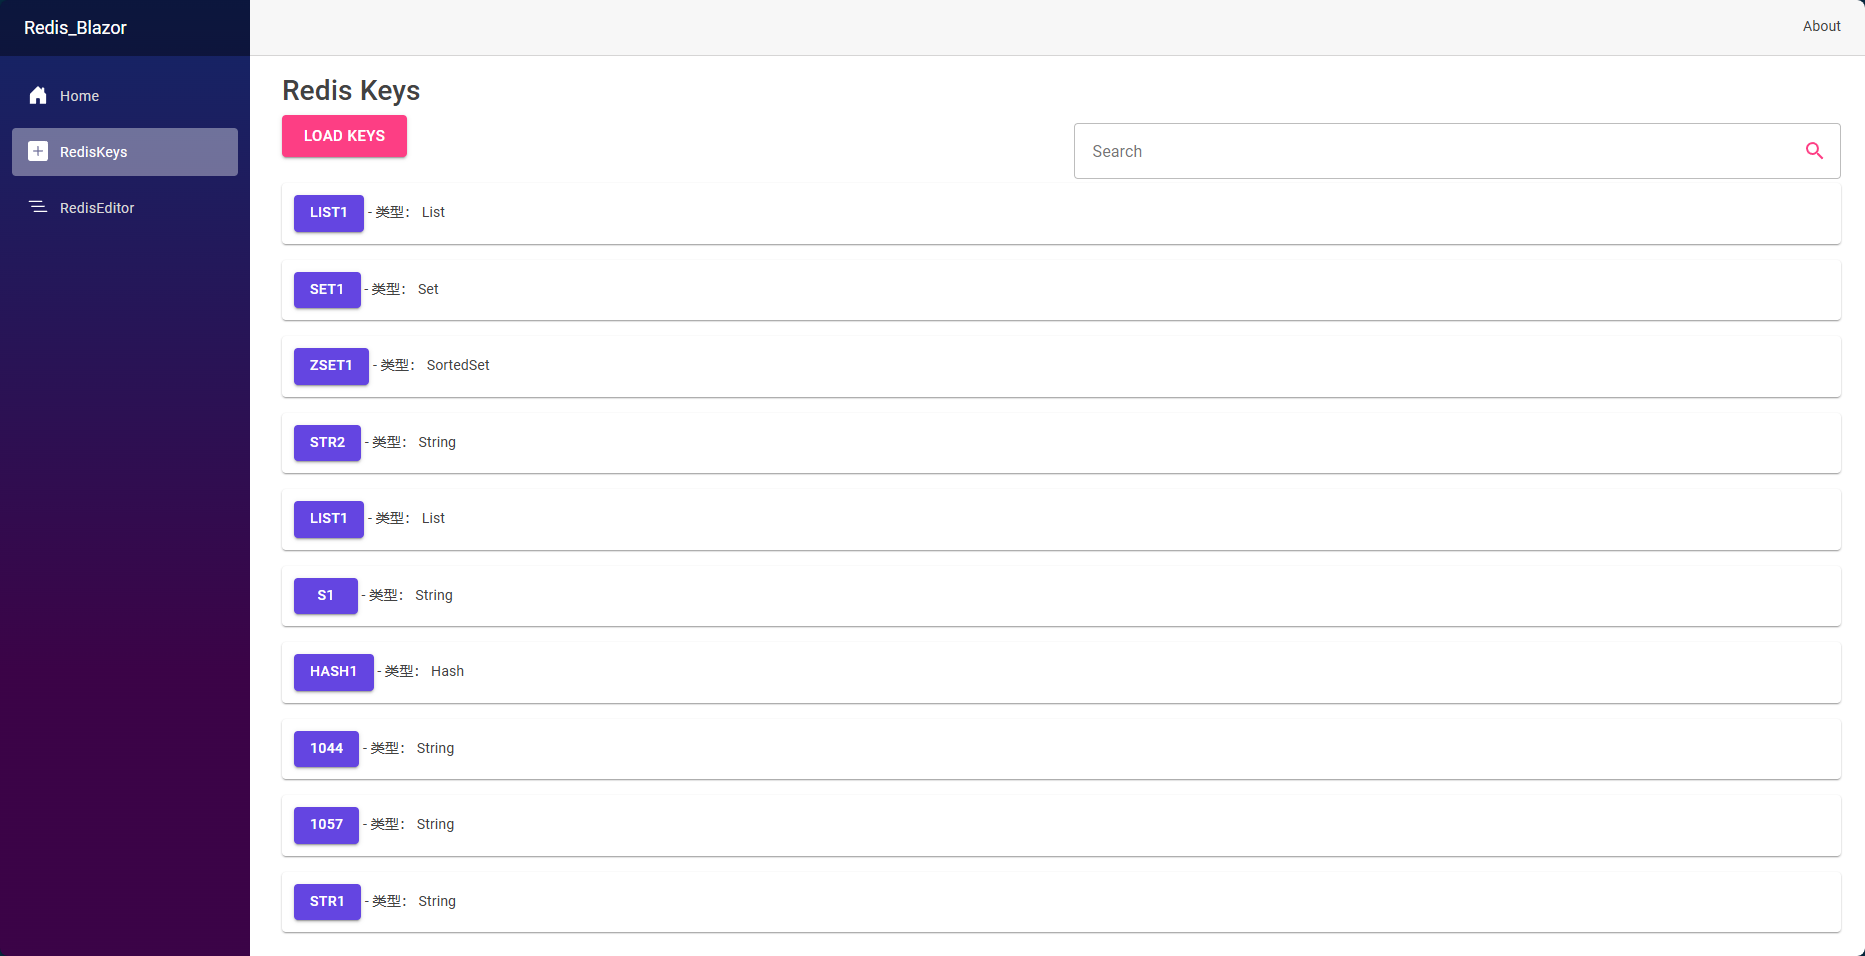 Redis_Blazor
About
Home
RedisKeys
RedisEditor
Redis Keys
LOAD KEYS
Search
LIST1 - 类型： List
SET1 - 类型： Set
ZSET1 - 类型： SortedSet
STR2 - 类型： String
LIST1 - 类型： List
S1 - 类型： String
HASH1 - 类型： Hash
1044 - 类型： String
1057 - 类型： String
STR1 - 类型： String